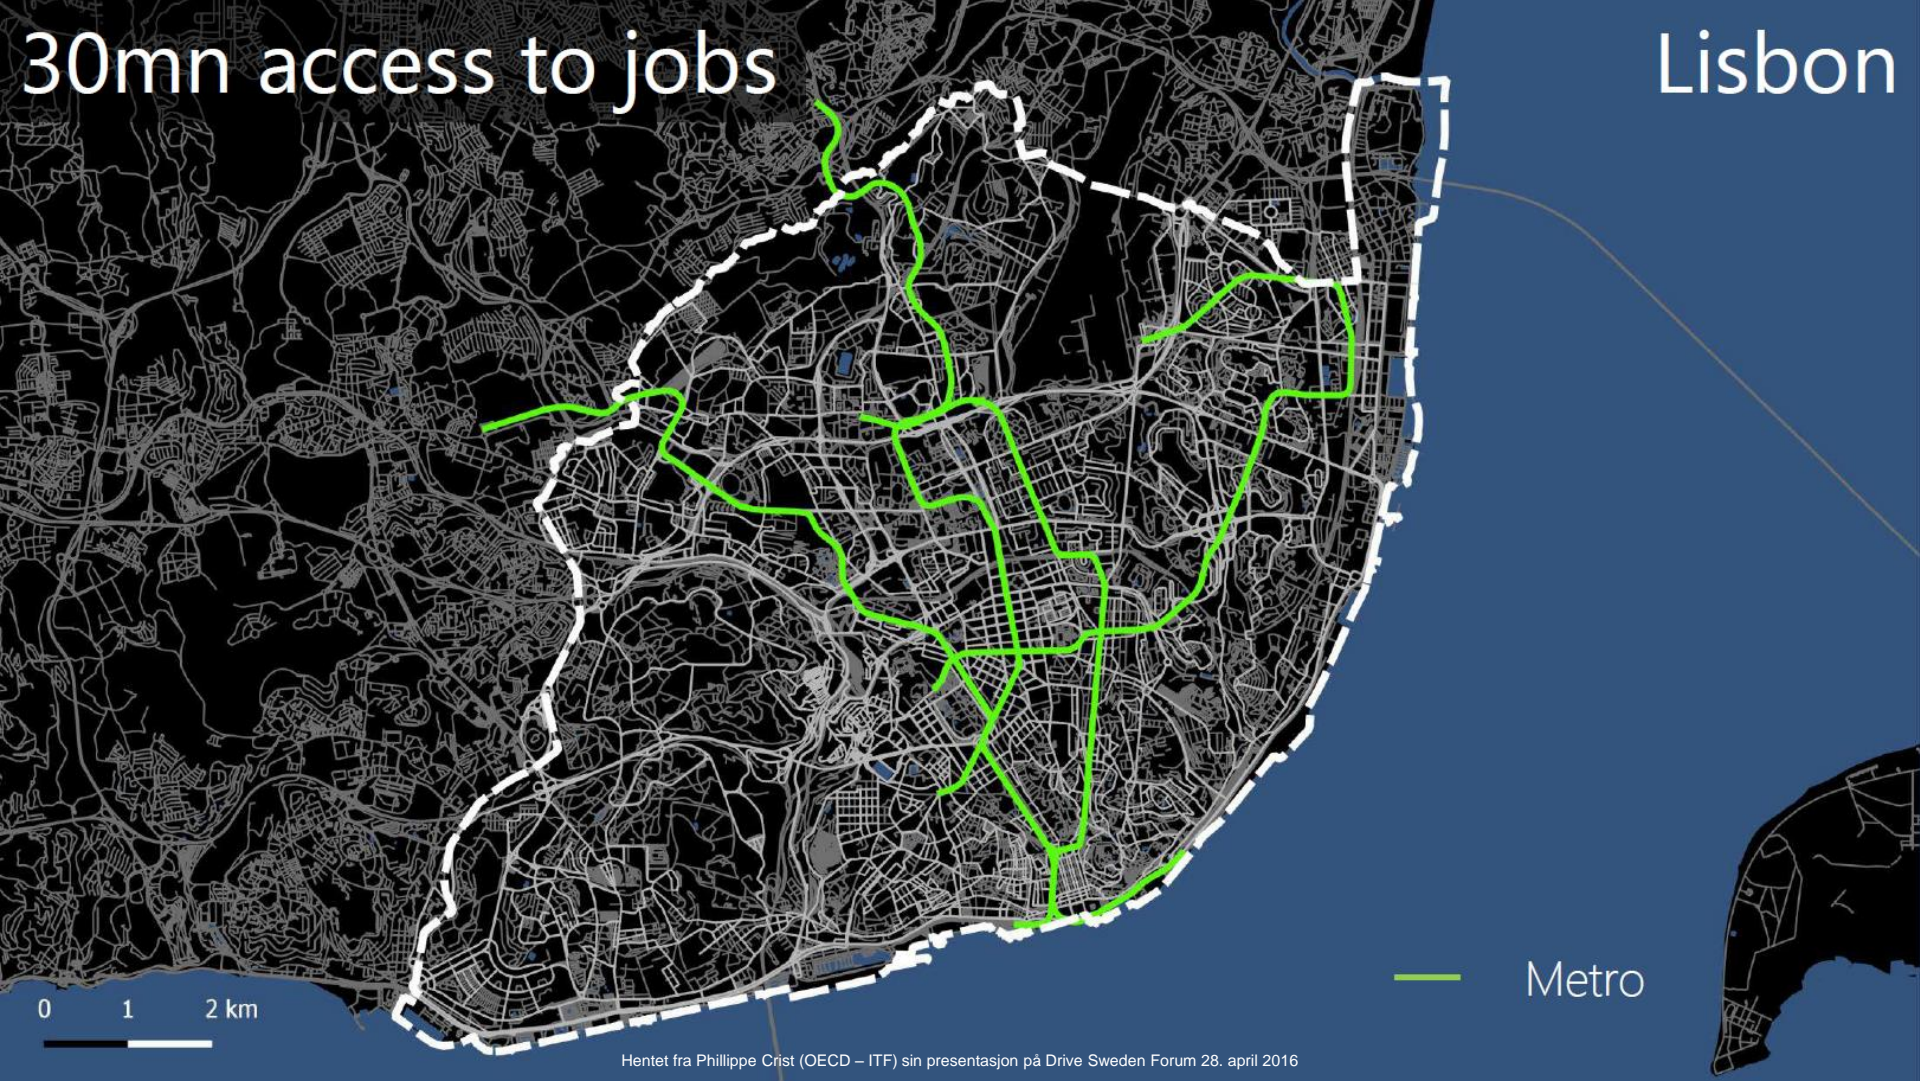 30mn access to jobs
Lisbon
Metro
0 1 2 km
Hentet fra Phillippe Crist (OECD – ITF) sin presentasjon på Drive Sweden Forum 28. april 2016